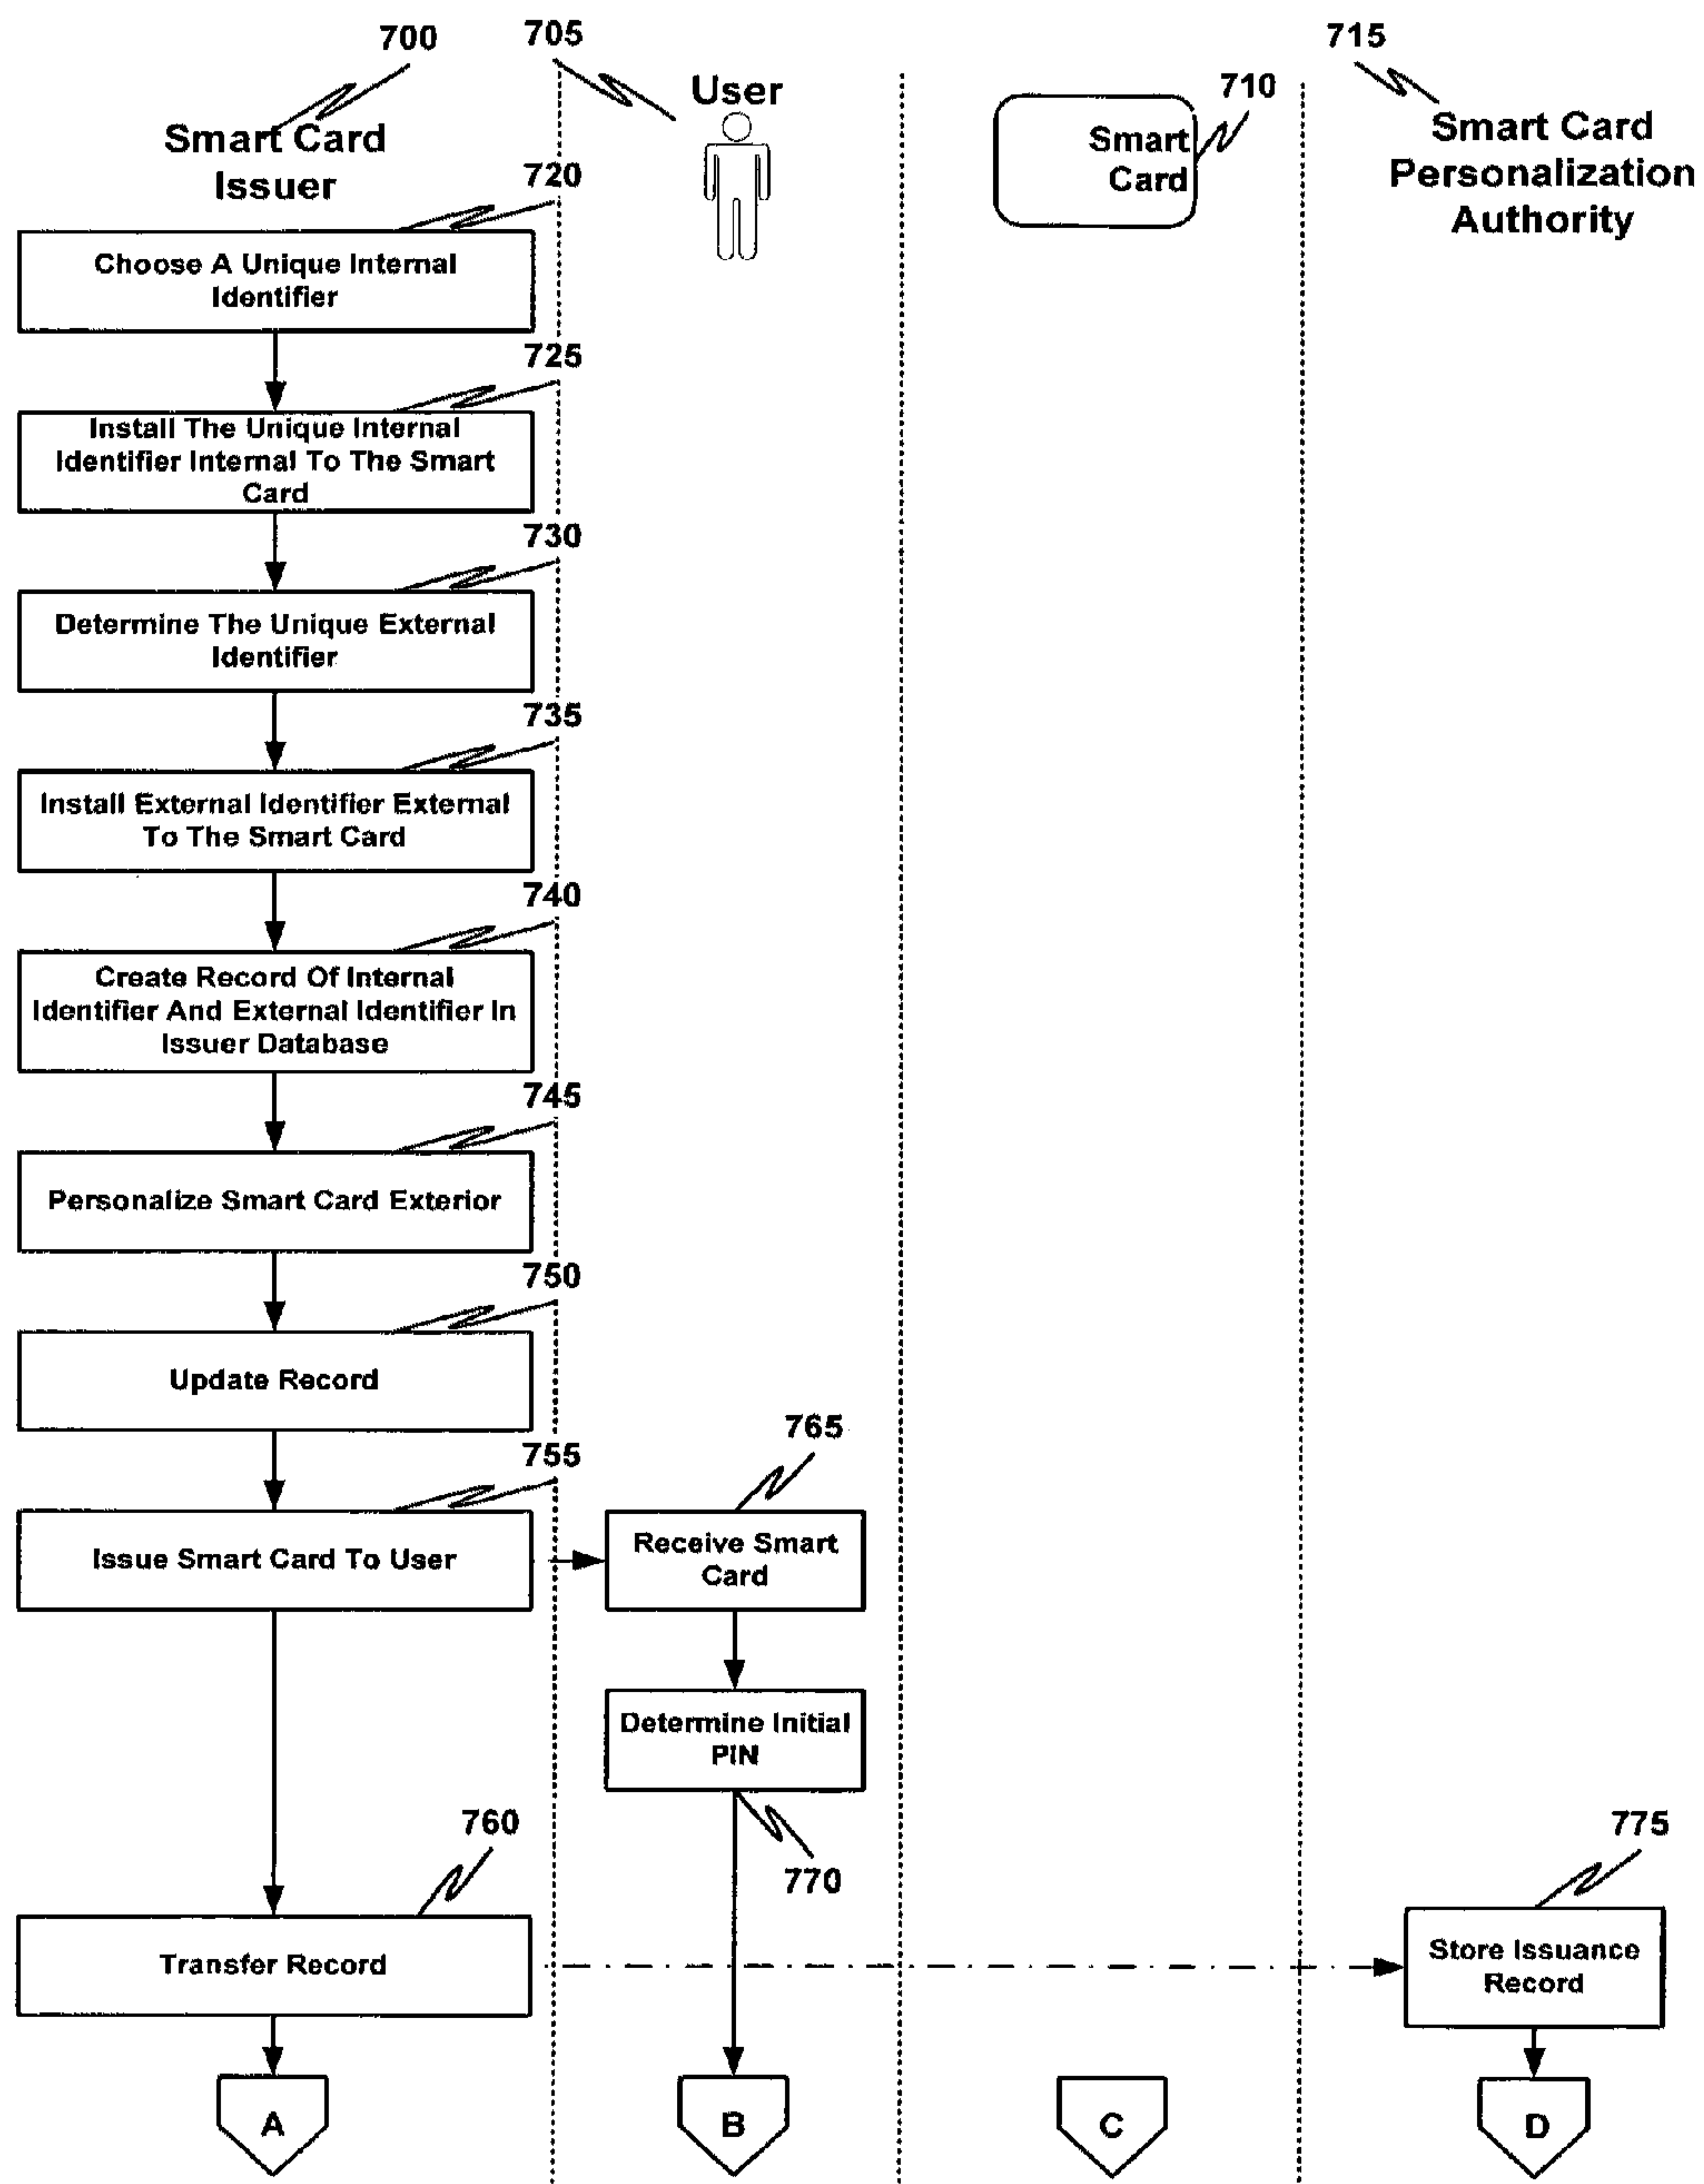 700
705
715
User
710
Smart Card
Issuer
Smart
Card
Smart Card
Personalization
Authority
720
Choose A Unique Internal
Identifier
725
Install The Unique Internal
Identifier Internal To The Smart
Card
730
Determine The Unique External
Identifier
735
Install External Identifier External
To The Smart Card
740
Create Record Of Internal
Identifier And External Identifier In
Issuer Database
745
Personalize Smart Card Exterior
750
Update Record
755
765
Issue Smart Card To User
Receive Smart
Card
Determine Initial
PIN
760
770
775
Transfer Record
Store Issuance
Record
A
B
C
D